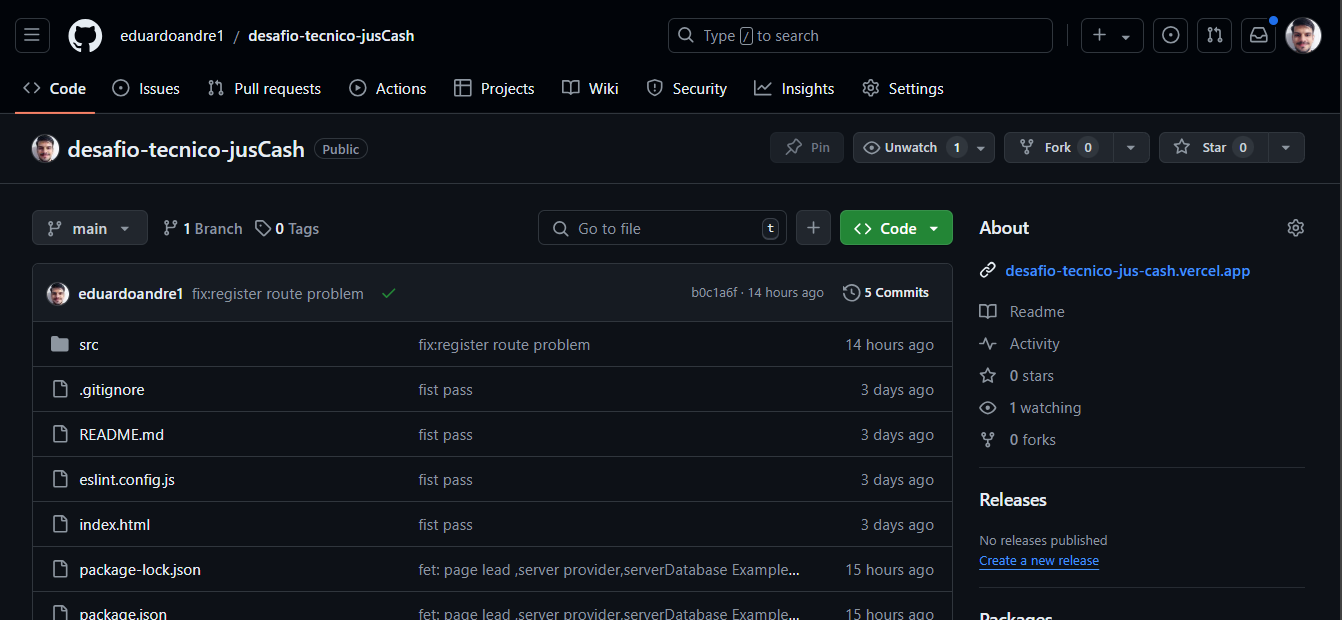 eduardoandre1 / desafio-tecnico-jusCash
Type / to search
Code Issues Pull requests Actions Projects Wiki Security Insights Settings
desafio-tecnico-jusCash Public
Pin Unwatch 1 Fork 0 Star 0
main 1 Branch 0 Tags
Go to file t
Code
eduardoandre1 fix:register route problem b0c1a6f · 14 hours ago 5 Commits
src fix:register route problem 14 hours ago
.gitignore fist pass 3 days ago
README.md fist pass 3 days ago
eslint.config.js fist pass 3 days ago
index.html fist pass 3 days ago
package-lock.json fet: page lead ,server provider,serverDatabase Example... 15 hours ago
package.json fet: page lead ,server provider,serverDatabase Example... 15 hours ago
About
desafio-tecnico-jus-cash.vercel.app
Readme
Activity
0 stars
1 watching
0 forks
Releases
No releases published
Create a new release
Packages